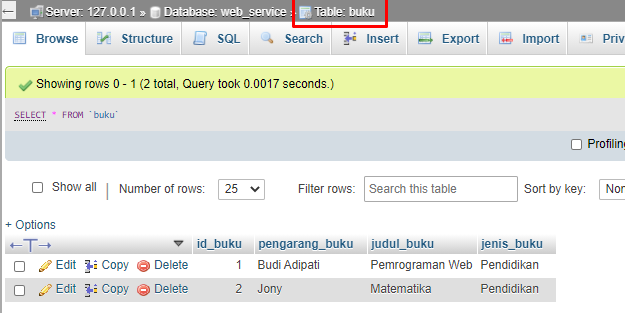 Server: 127.0.0.1 » Database: web_service » Table: buku
Browse Structure SQL Search Insert Export Import Priv
Showing rows 0 - 1 (2 total, Query took 0.0017 seconds.)
SELECT * FROM `buku`
Profiling
Show all Number of rows: 25 Filter rows: Search this table Sort by key: Non
+ Options
id_buku pengarang_buku judul_buku jenis_buku
Edit Copy Delete 1 Budi Adipati Pemrograman Web Pendidikan
Edit Copy Delete 2 Jony Matematika Pendidikan